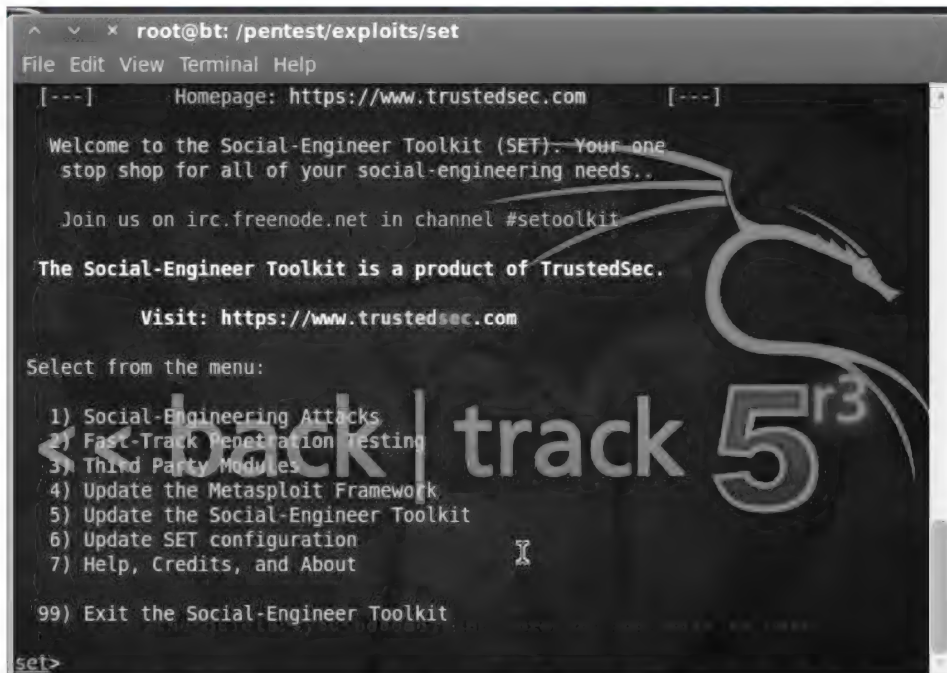 root@bt: /pentest/exploits/set
File Edit View Terminal Help
[---] Homepage: https://www.trustedsec.com [---]
Welcome to the Social-Engineer Toolkit (SET). Your one
stop shop for all of your social-engineering needs..
Join us on irc.freenode.net in channel #setoolkit
The Social-Engineer Toolkit is a product of TrustedSec.
Visit: https://www.trustedsec.com
Select from the menu:
1) Social-Engineering Attacks
2) Fast-Track Penetration Testing
3) Third Party Modules
4) Update the Metasploit Framework
5) Update the Social-Engineer Toolkit
6) Update SET configuration
7) Help, Credits, and About
99) Exit the Social-Engineer Toolkit
set>
<< back | track 5 r3